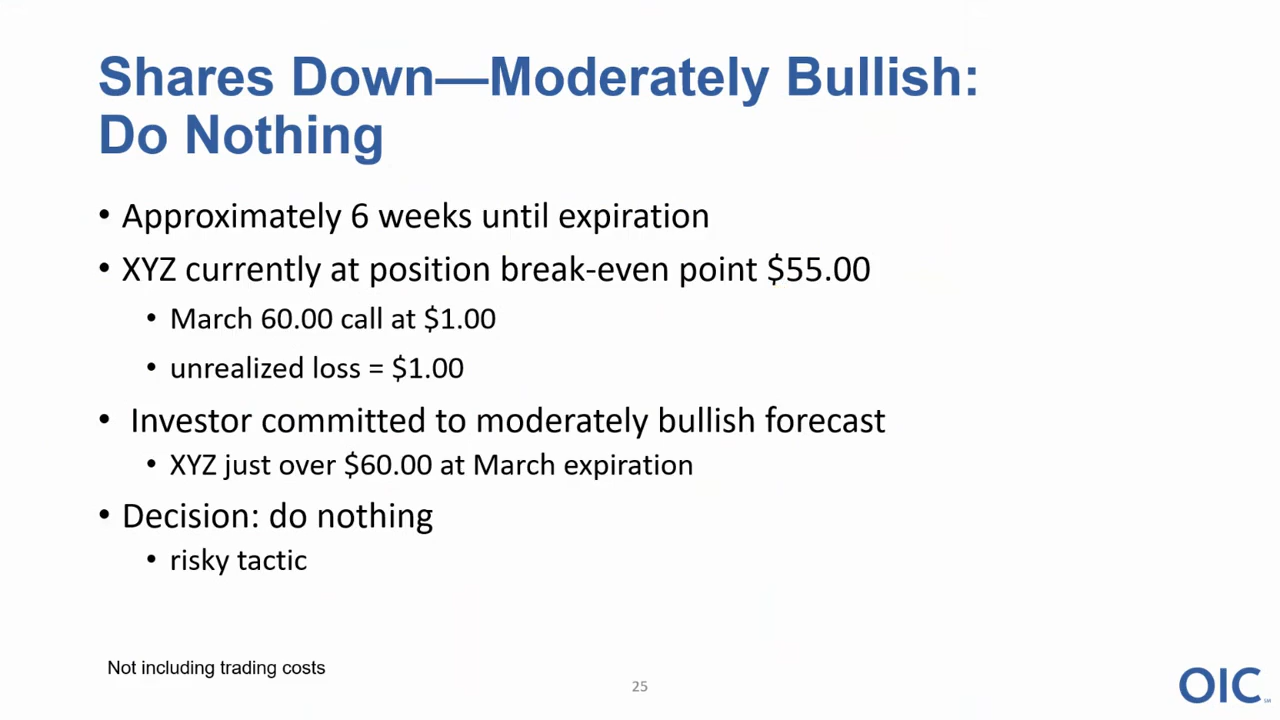 Shares Down—Moderately Bullish:
Do Nothing
• Approximately 6 weeks until expiration
• XYZ currently at position break-even point $55.00
• March 60.00 call at $1.00
• unrealized loss = $1.00
• Investor committed to moderately bullish forecast
• XYZ just over $60.00 at March expiration
• Decision: do nothing
• risky tactic
Not including trading costs
25
OIC